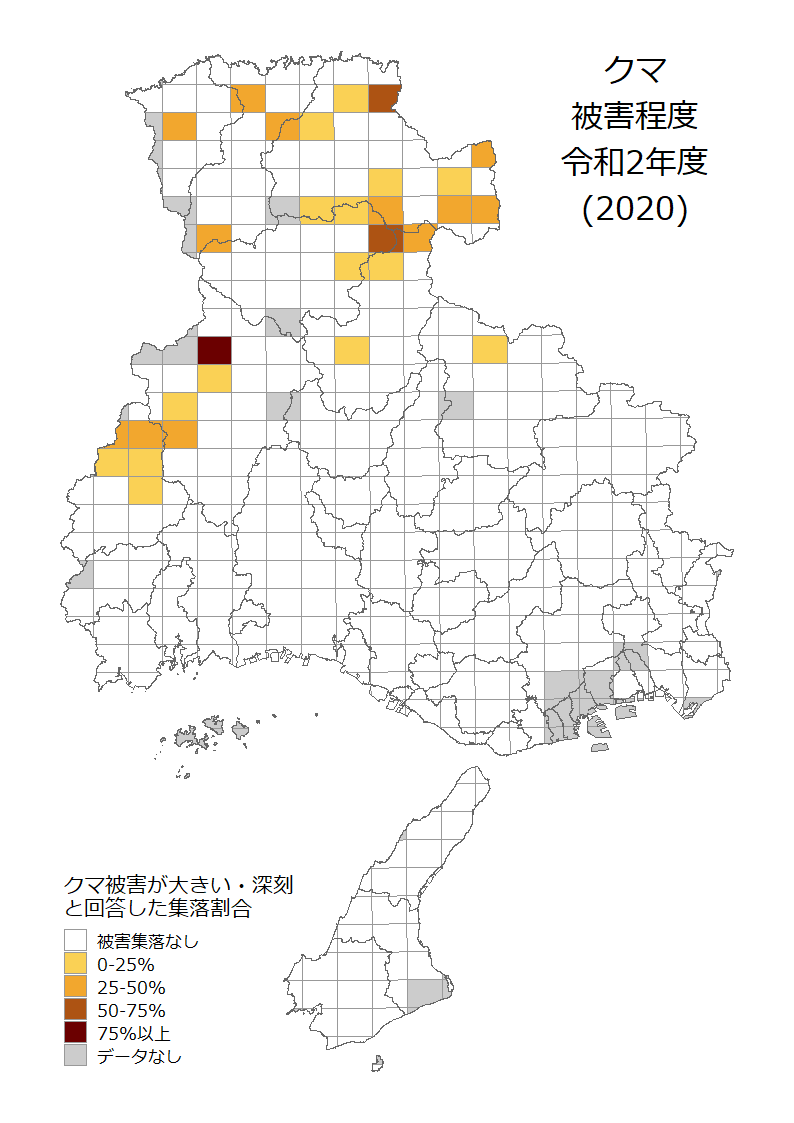 クマ
被害程度
令和2年度
(2020)
クマ被害が大きい・深刻
と回答した集落割合
被害集落なし
0-25%
25-50%
50-75%
75%以上
データなし